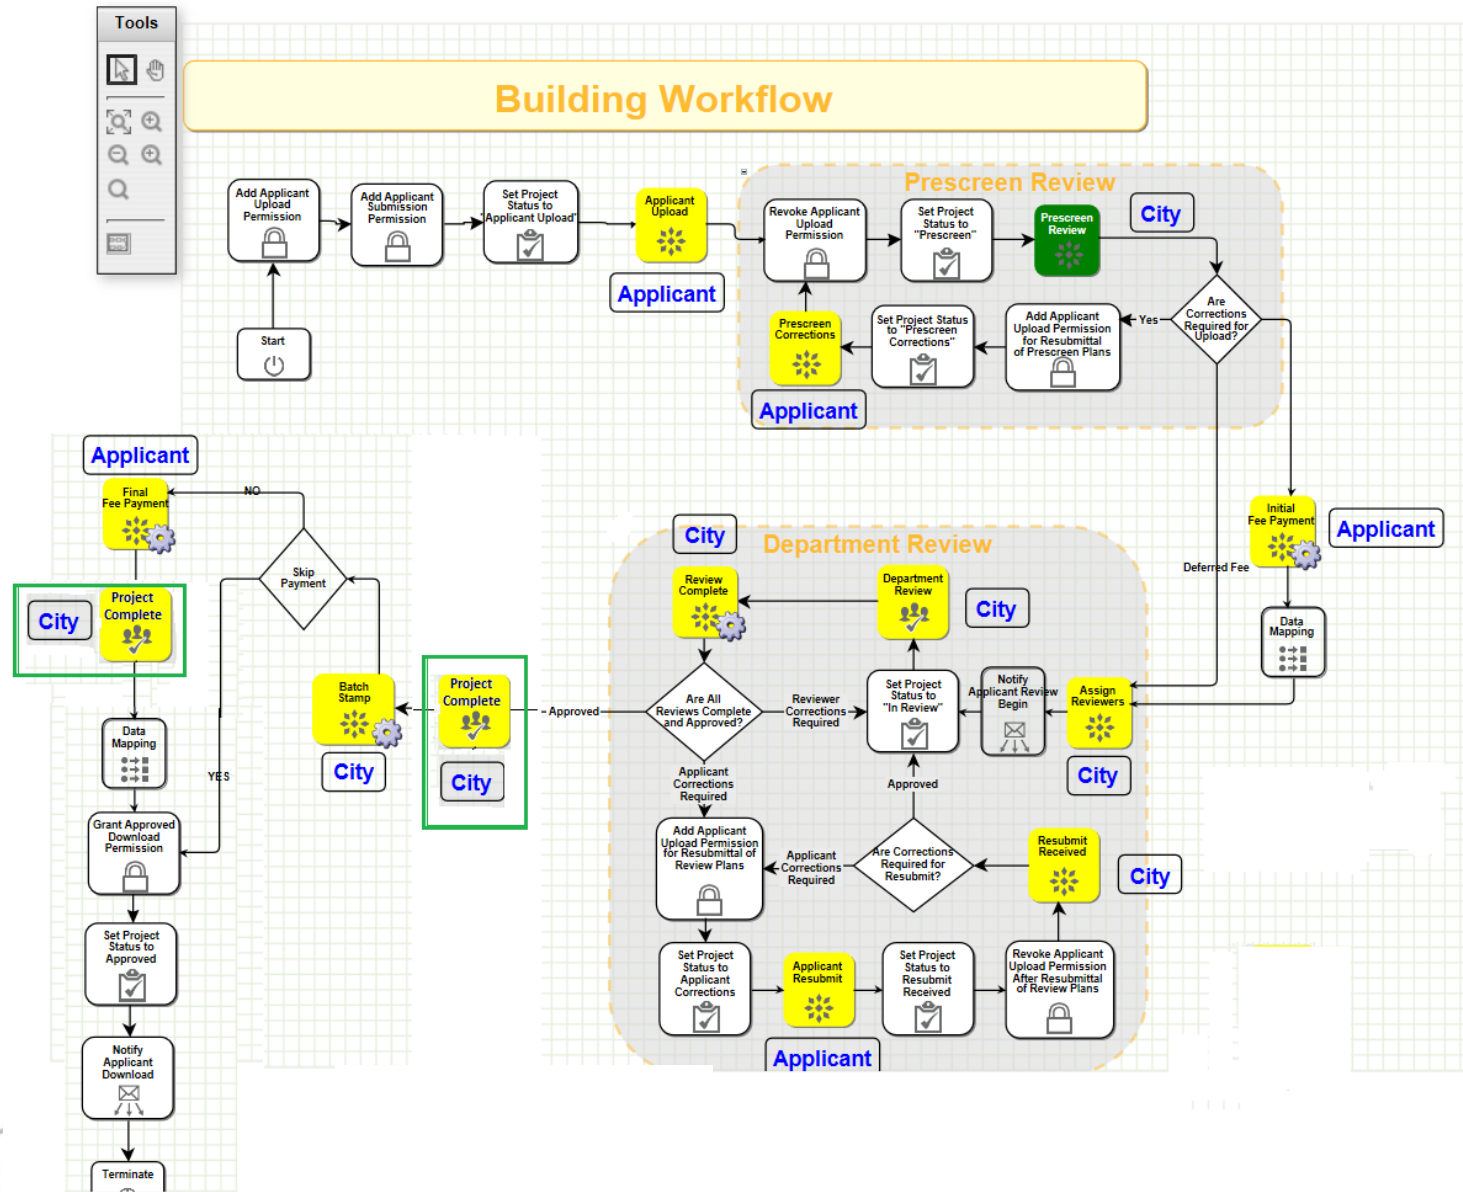 Tools
Building Workflow
Add Applicant
Upload
Permission
Add Applicant
Submission
Permission
Set Project
Status to
"Applicant Upload"
Applicant
Upload
Applicant
Start
Prescreen Review
Revoke Applicant
Upload
Permission
Set Project
Status to
"Prescreen"
Prescreen
Review
City
Are
Corrections
Required for
Upload?
Yes
Add Applicant
Upload Permission
for Resubmittal
of Prescreen Plans
Set Project Status
to "Prescreen
Corrections"
Prescreen
Corrections
Applicant
Initial
Fee Payment
Applicant
Deferred Fee
Data
Mapping
Department Review
City
Review
Complete
Department
Review
City
Assign
Reviewers
City
Notify
Applicant Review
Begin
Set Project
Status to
"In Review"
Reviewer
Corrections
Required
Are All
Reviews Complete
and Approved?
Approved
Applicant
Corrections
Required
Add Applicant
Upload Permission
for Resubmittal of
Review Plans
Applicant
Corrections
Required
Are Corrections
Required for
Resubmit?
Approved
Resubmit
Received
City
Set Project
Status to
Applicant
Corrections
Applicant
Resubmit
Applicant
Set Project
Status to
Resubmit
Received
Revoke Applicant
Upload Permission
After Resubmittal
of Review Plans
Project
Complete
City
Batch
Stamp
City
Skip
Payment
NO
YES
Applicant
Final
Fee Payment
City
Project
Complete
Data
Mapping
Grant Approved
Download
Permission
Set Project
Status to
Approved
Notify
Applicant
Download
Terminate